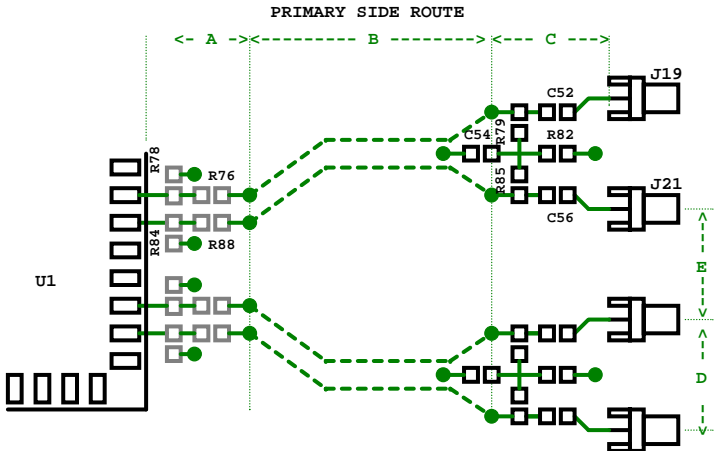 PRIMARY SIDE ROUTE
A
B
C
J19
C52
R79
C54
R82
R78
R76
R85
J21
C56
R84
R88
E
U1
D